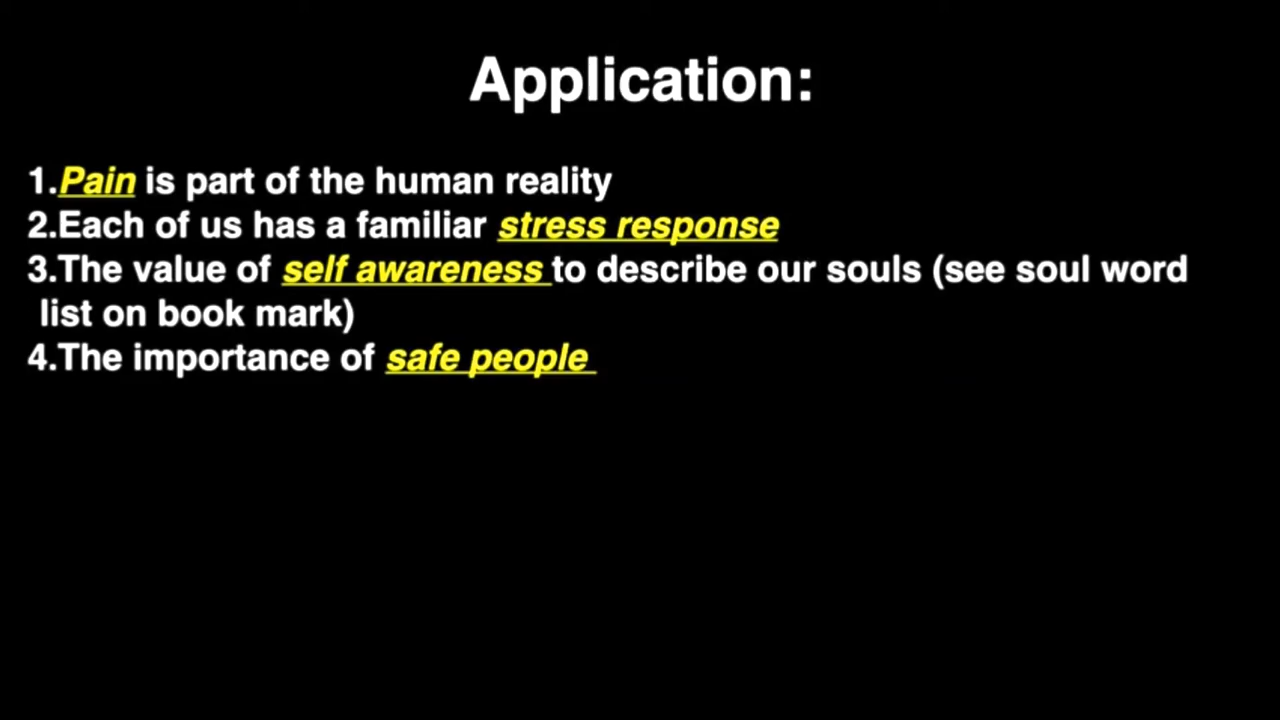 Application:
1.Pain is part of the human reality
2.Each of us has a familiar stress response
3.The value of self awareness to describe our souls (see soul word
list on book mark)
4.The importance of safe people